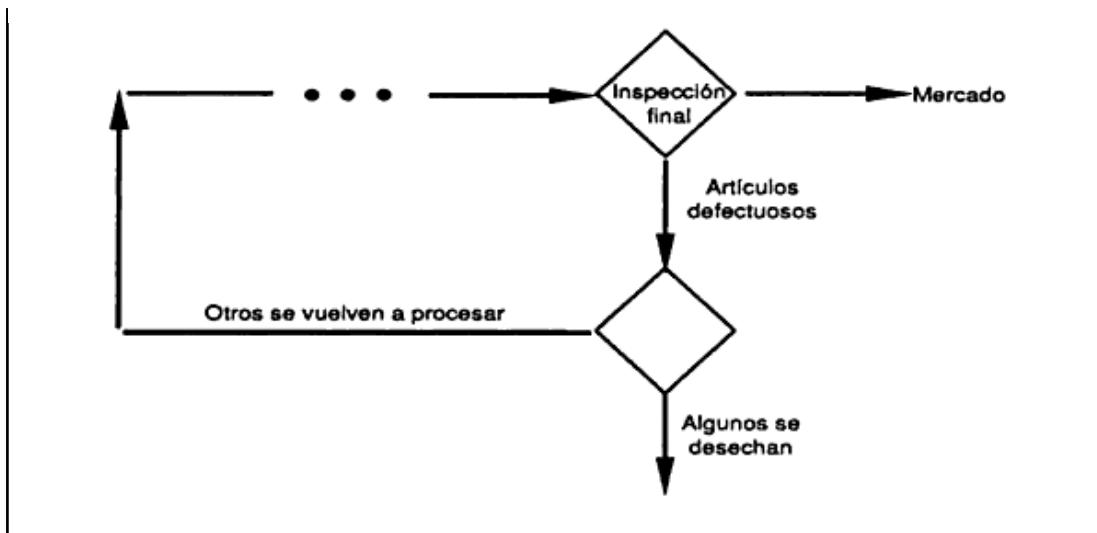 Inspección
final
Mercado
Artículos
defectuosos
Otros se vuelven a procesar
Algunos se
desechan